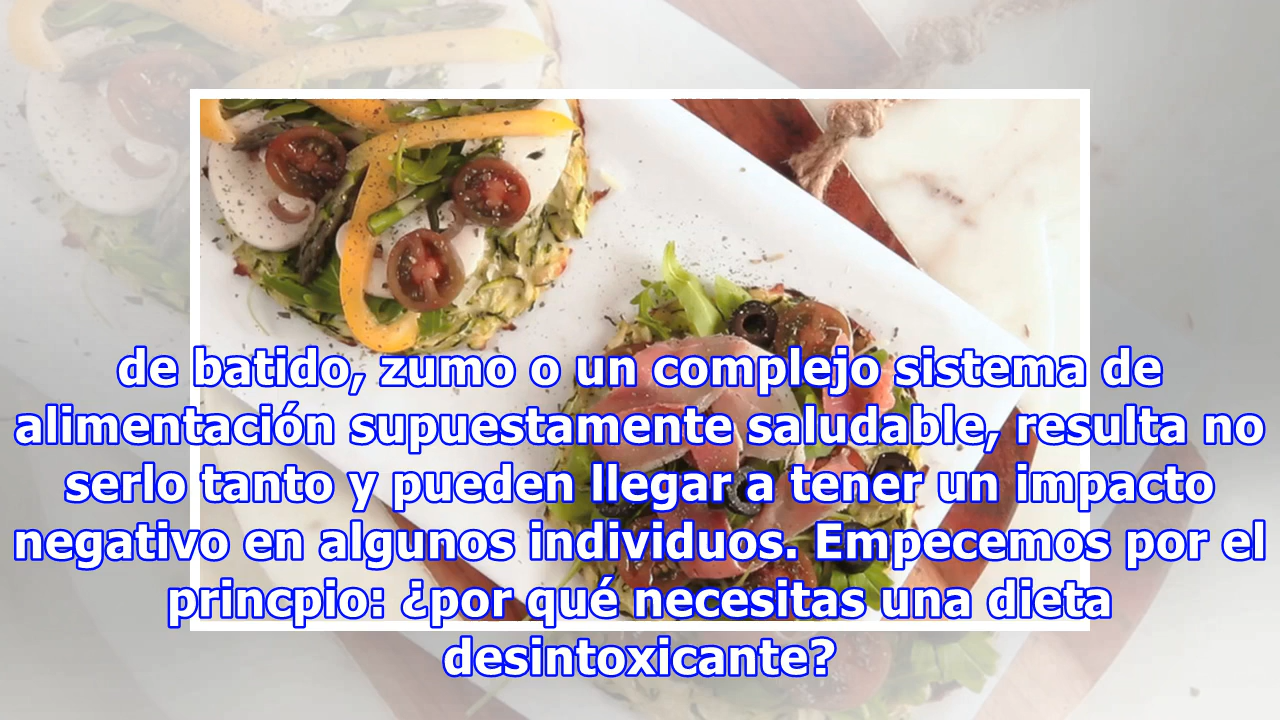 de batido, zumo o un complejo sistema de
alimentación supuestamente saludable, resulta no
serlo tanto y pueden llegar a tener un impacto
negativo en algunos individuos. Empecemos por el
princpio: ¿por qué necesitas una dieta
desintoxicante?